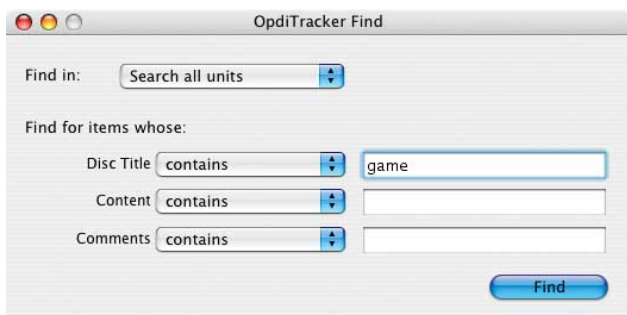 OpdiTracker Find
Find in: Search all units
Find for items whose:
Disc Title contains game
Content contains
Comments contains
Find